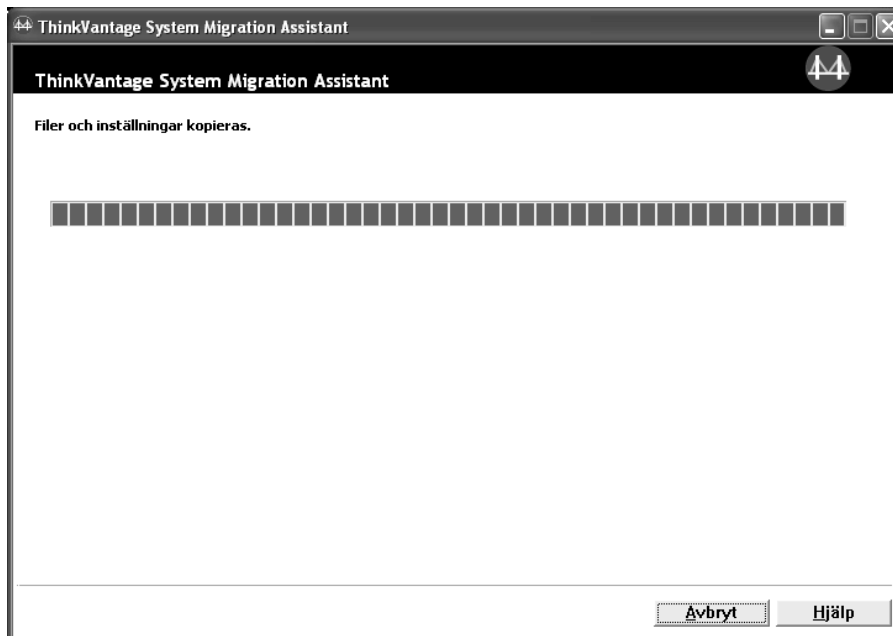 ThinkVantage System Migration Assistant
ThinkVantage System Migration Assistant
Filer och inställningar kopieras.
Avbryt Hjälp